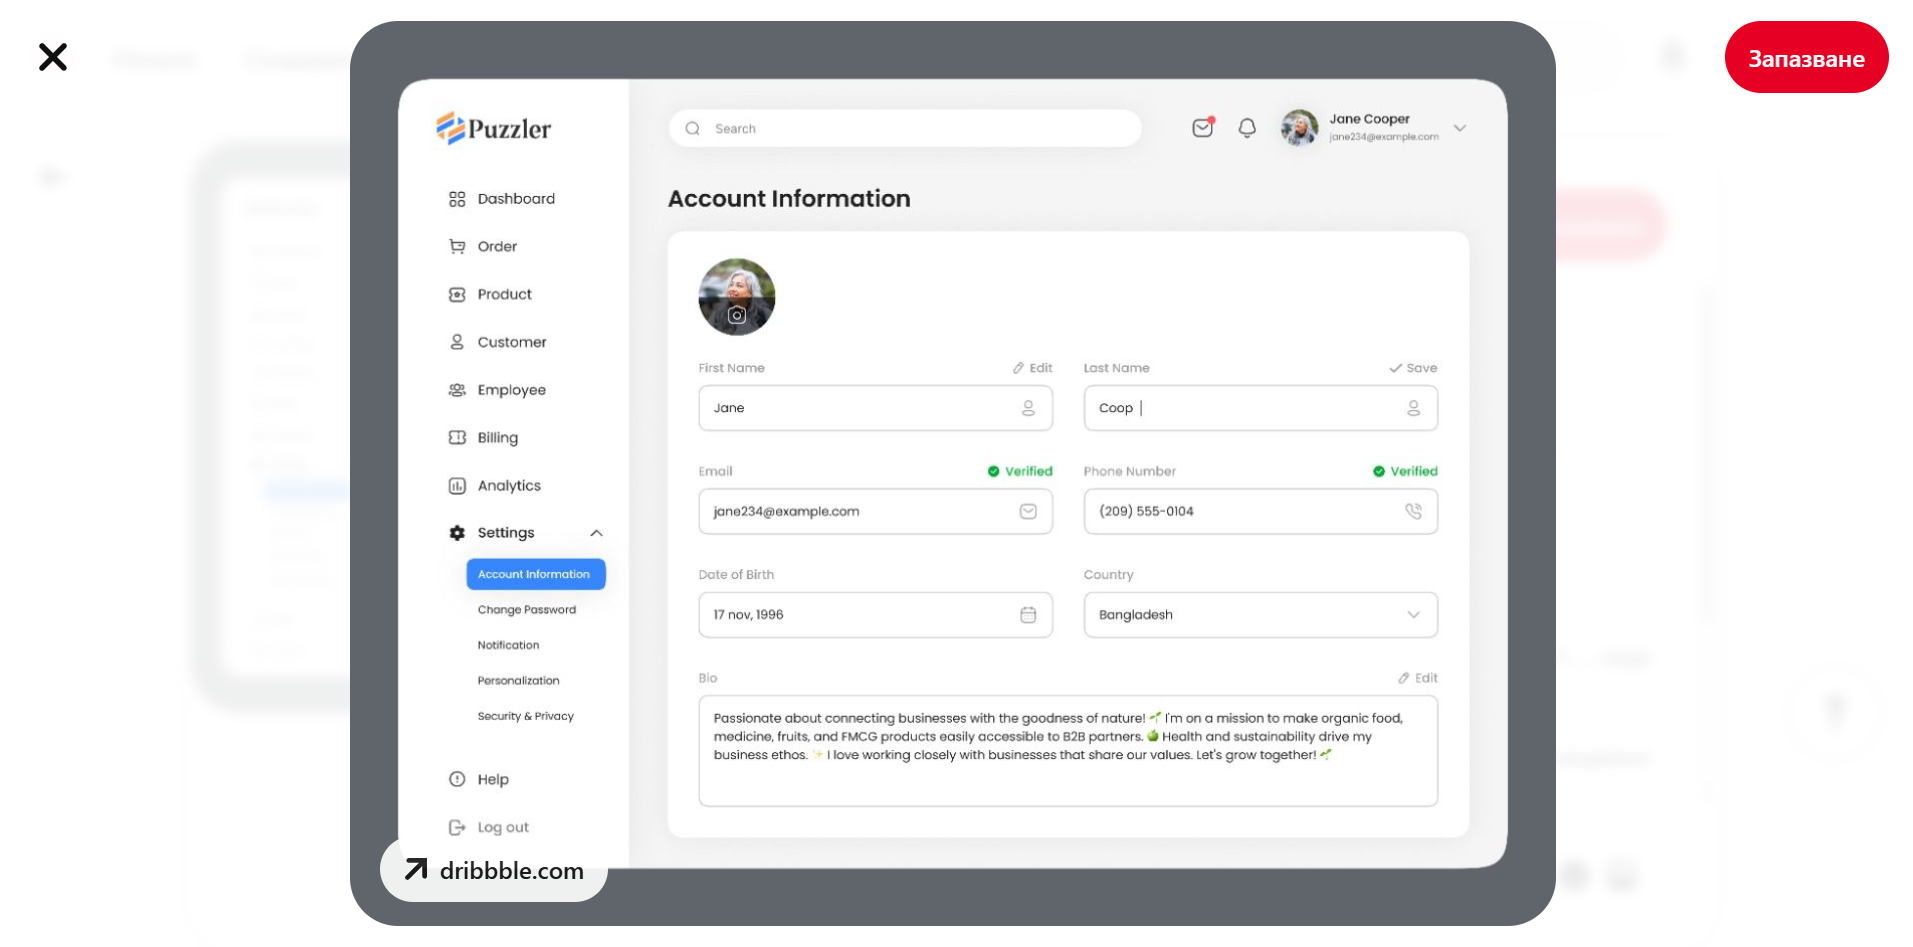 Запазване
Puzzler
Search
Jane Cooper
jane234@example.com
Dashboard
Order
Product
Customer
Employee
Billing
Analytics
Settings
Account Information
Change Password
Notification
Personalization
Security & Privacy
Help
Log out
Account Information
First Name
Edit
Jane
Last Name
Save
Coop
Email
Verified
jane234@example.com
Phone Number
Verified
(209) 555-0104
Date of Birth
17 nov, 1996
Country
Bangladesh
Bio
Edit
Passionate about connecting businesses with the goodness of nature! 🌱 I'm on a mission to make organic food,
medicine, fruits, and FMCG products easily accessible to B2B partners. 🍏 Health and sustainability drive my
business ethos. ✨ I love working closely with businesses that share our values. Let's grow together! 🌱
dribbble.com